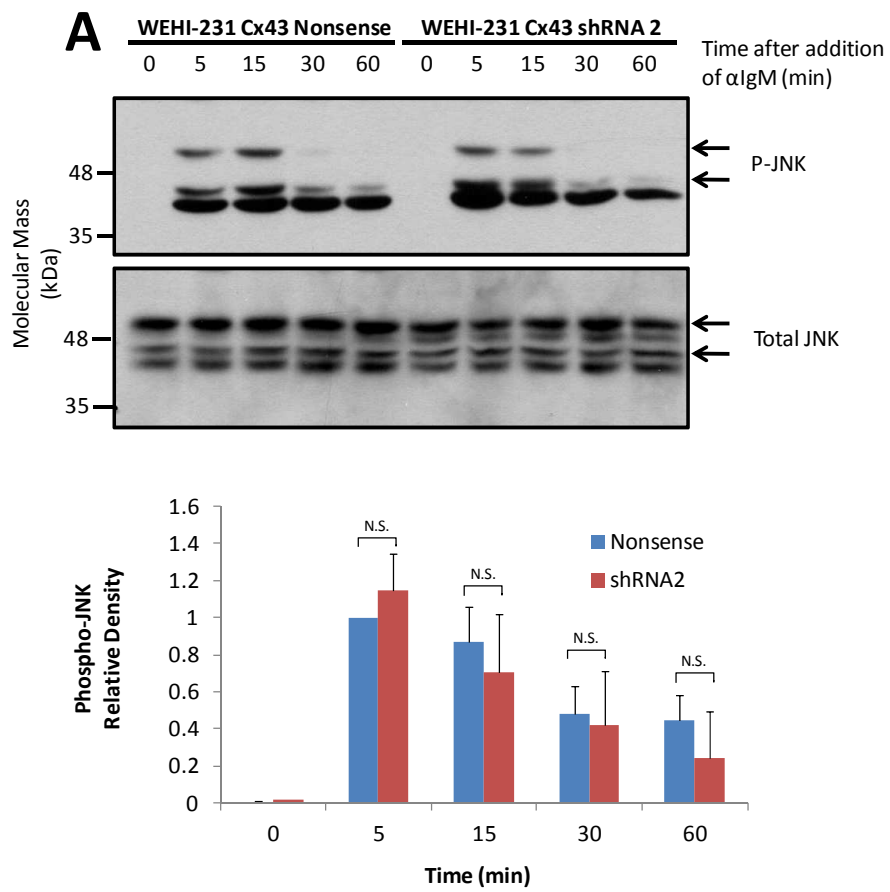 A
WEHI-231 Cx43 Nonsense WEHI-231 Cx43 shRNA 2
0 5 15 30 60 0 5 15 30 60
Time after addition
of αIgM (min)
Molecular Mass
(kDa)
48
35
P-JNK
48
35
Total JNK
1.6
1.4
1.2
1
0.8
0.6
0.4
0.2
0
Phospho-JNK
Relative Density
N.S.
N.S.
N.S.
N.S.
Nonsense
shRNA2
0 5 15 30 60
Time (min)